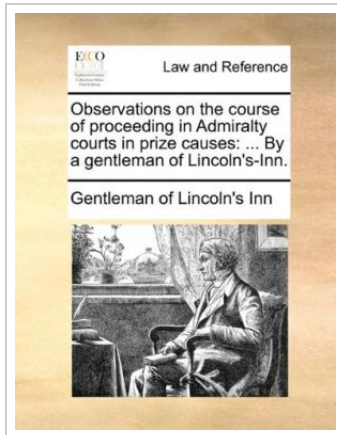 ECCO
Law and Reference
Observations on the course
of proceeding in Admiralty
courts in prize causes: ... By
a gentleman of Lincoln's-Inn.
Gentleman of Lincoln's Inn